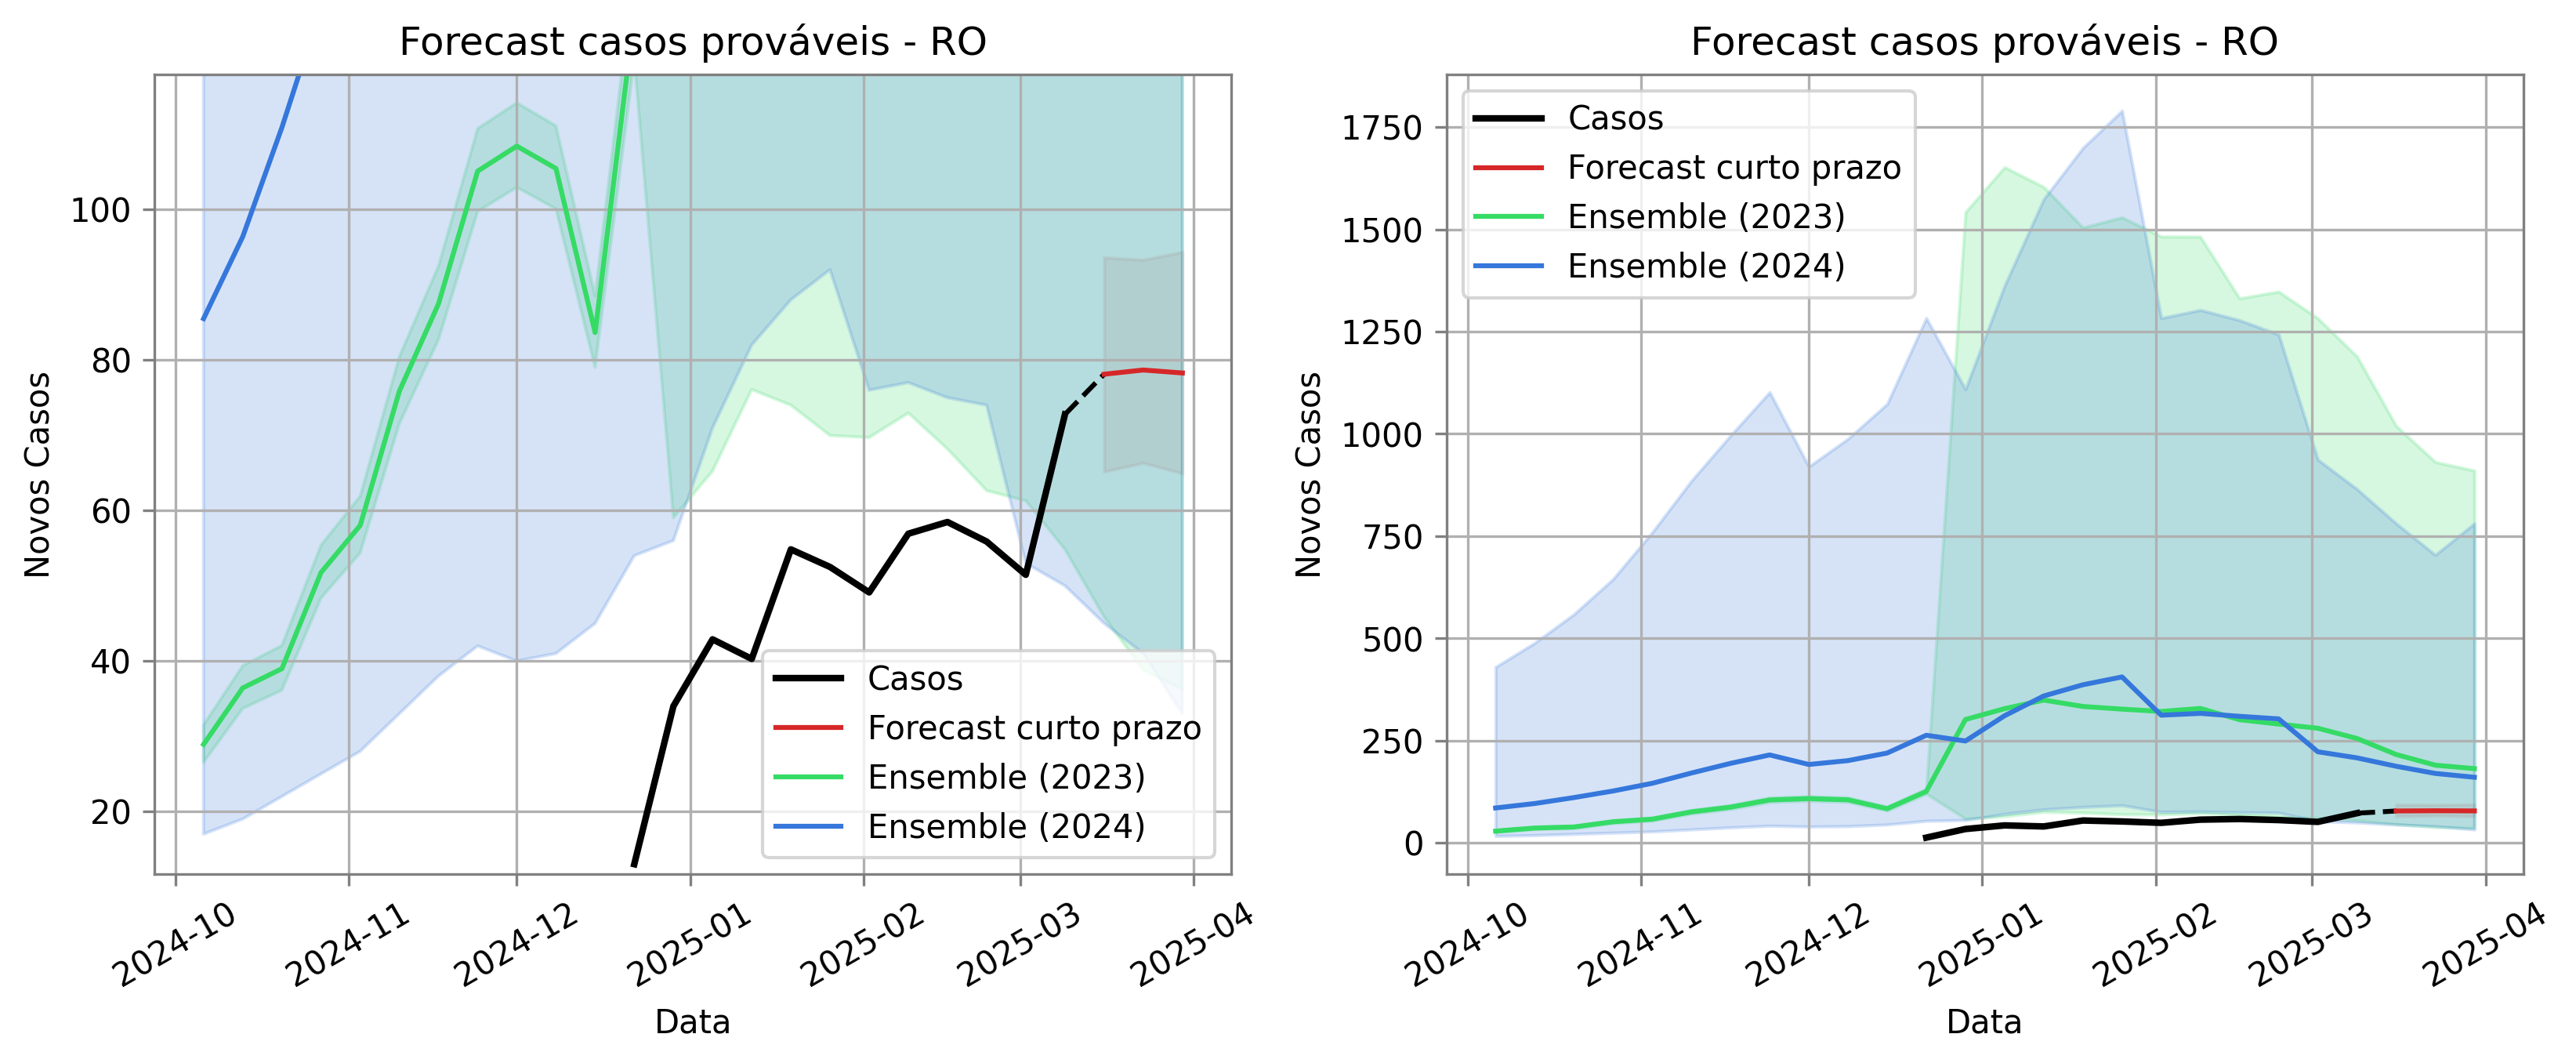 Forecast casos prováveis - RO
Novos Casos
100
80
60
40
20
Casos
Forecast curto prazo
Ensemble (2023)
Ensemble (2024)
2024-10
2024-11
2024-12
2025-01
2025-02
2025-03
2025-04
Data
Forecast casos prováveis - RO
Novos Casos
1750
1500
1250
1000
750
500
250
0
Casos
Forecast curto prazo
Ensemble (2023)
Ensemble (2024)
2024-10
2024-11
2024-12
2025-01
2025-02
2025-03
2025-04
Data